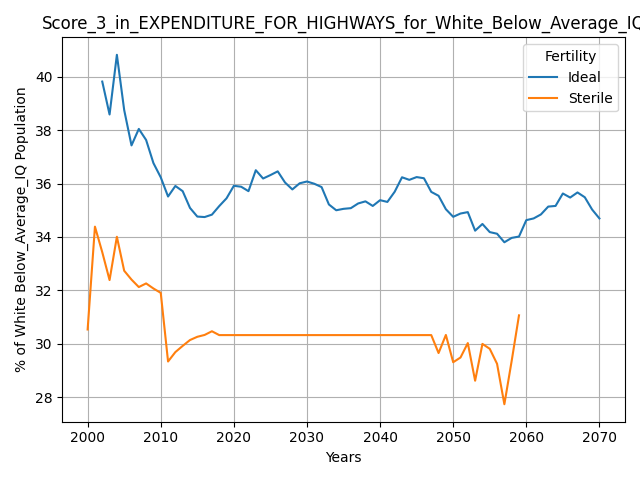 Score_3_in_EXPENDITURE_FOR_HIGHWAYS_for_White_Below_Average_IQ
Fertility
Ideal
Sterile
% of White Below_Average_IQ Population
40
38
36
34
32
30
28
2000 2010 2020 2030 2040 2050 2060 2070
Years